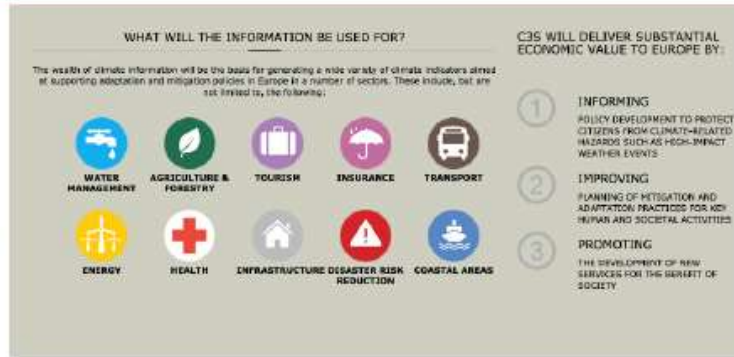 WHAT WILL THE INFORMATION BE USED FOR?
The wealth of climate information will be the basis for generating a wide variety of climate indicators aimed
at supporting adaptation and mitigation policies in Europe in a number of sectors. These include, but are
not limited to, the following:
WATER
MANAGEMENT
AGRICULTURE &
FORESTRY
TOURISM
INSURANCE
TRANSPORT
ENERGY
HEALTH
INFRASTRUCTURE
DISASTER RISK
REDUCTION
COASTAL AREAS
C3S WILL DELIVER SUBSTANTIAL
ECONOMIC VALUE TO EUROPE BY:
1
INFORMING
POLICY DEVELOPMENT TO PROTECT
CITIZENS FROM CLIMATE-RELATED
HAZARDS SUCH AS HIGH-IMPACT
WEATHER EVENTS
2
IMPROVING
PLANNING OF MITIGATION AND
ADAPTATION PRACTICES FOR KEY
HUMAN AND SOCIETAL ACTIVITIES
3
PROMOTING
THE DEVELOPMENT OF NEW
SERVICES FOR THE BENEFIT OF
SOCIETY